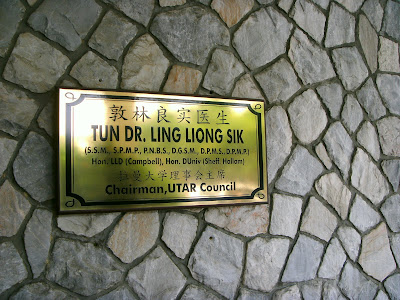 敦林良实医生
TUN DR. LING LIONG SIK
(S.S.M., S.P.M.P., P.N.B.S., D.G.S.M., D.P.M.S., D.P.M.P.)
Hon. LLD (Campbell), Hon. DUniv (Sheff. Hallam)
拉曼大学理事会主席
Chairman,UTAR Council